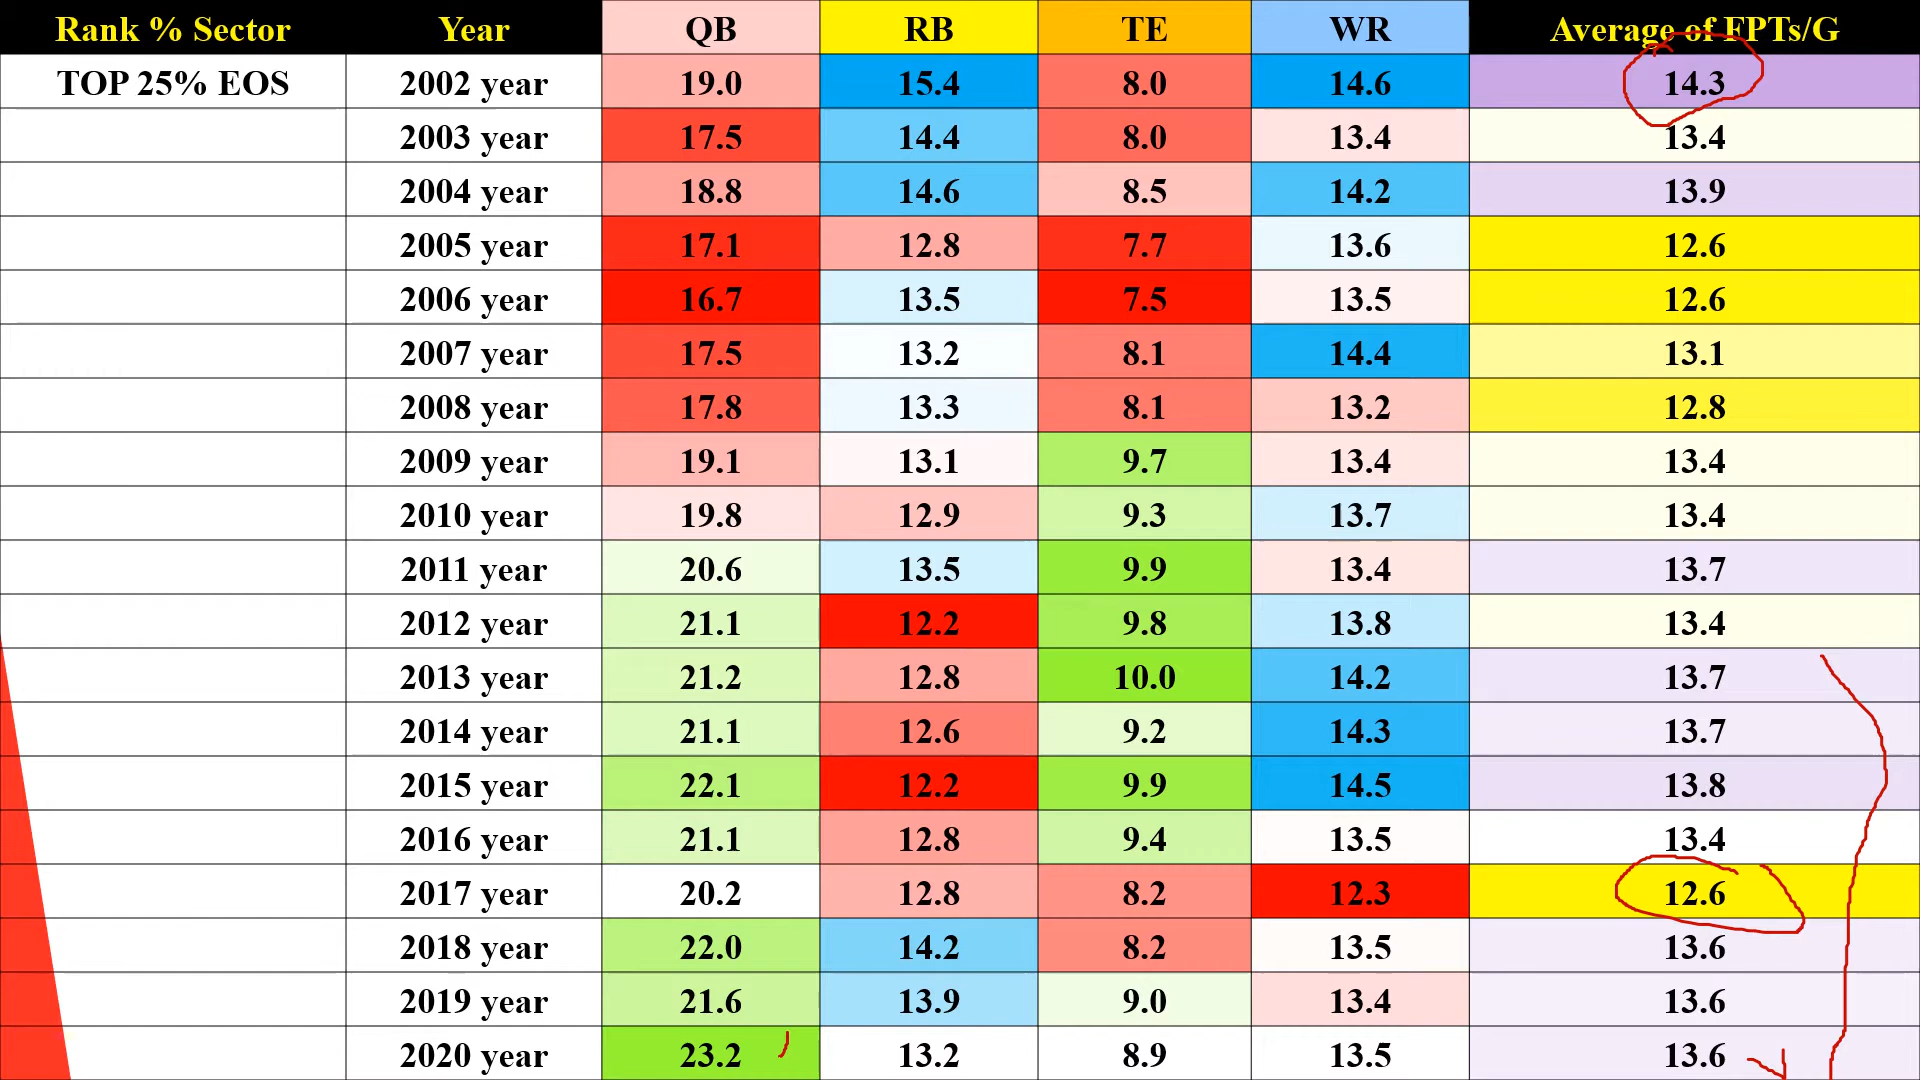 Rank % Sector Year QB RB TE WR Average of FPTs/G
TOP 25% EOS 2002 year 19.0 15.4 8.0 14.6 14.3
2003 year 17.5 14.4 8.0 13.4 13.4
2004 year 18.8 14.6 8.5 14.2 13.9
2005 year 17.1 12.8 7.7 13.6 12.6
2006 year 16.7 13.5 7.5 13.5 12.6
2007 year 17.5 13.2 8.1 14.4 13.1
2008 year 17.8 13.3 8.1 13.2 12.8
2009 year 19.1 13.1 9.7 13.4 13.4
2010 year 19.8 12.9 9.3 13.7 13.4
2011 year 20.6 13.5 9.9 13.4 13.7
2012 year 21.1 12.2 9.8 13.8 13.4
2013 year 21.2 12.8 10.0 14.2 13.7
2014 year 21.1 12.6 9.2 14.3 13.7
2015 year 22.1 12.2 9.9 14.5 13.8
2016 year 21.1 12.8 9.4 13.5 13.4
2017 year 20.2 12.8 8.2 12.3 12.6
2018 year 22.0 14.2 8.2 13.5 13.6
2019 year 21.6 13.9 9.0 13.4 13.6
2020 year 23.2 13.2 8.9 13.5 13.6